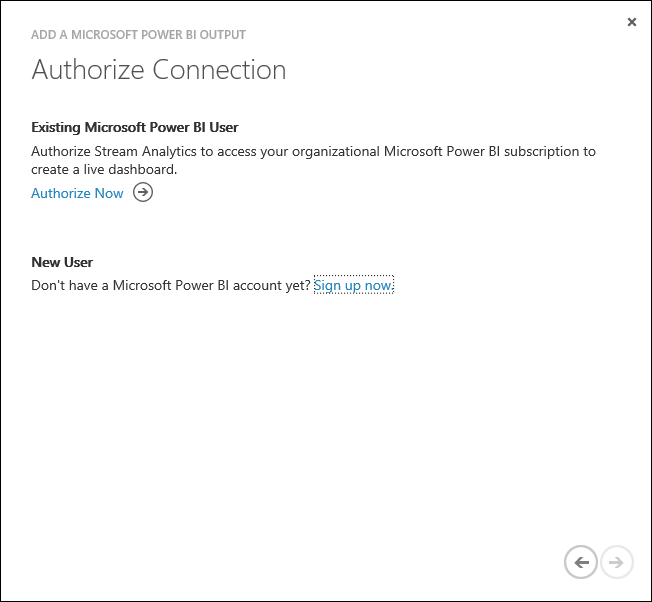 ADD A MICROSOFT POWER BI OUTPUT
Authorize Connection
Existing Microsoft Power BI User
Authorize Stream Analytics to access your organizational Microsoft Power BI subscription to
create a live dashboard.
Authorize Now
New User
Don't have a Microsoft Power BI account yet? Sign up now.